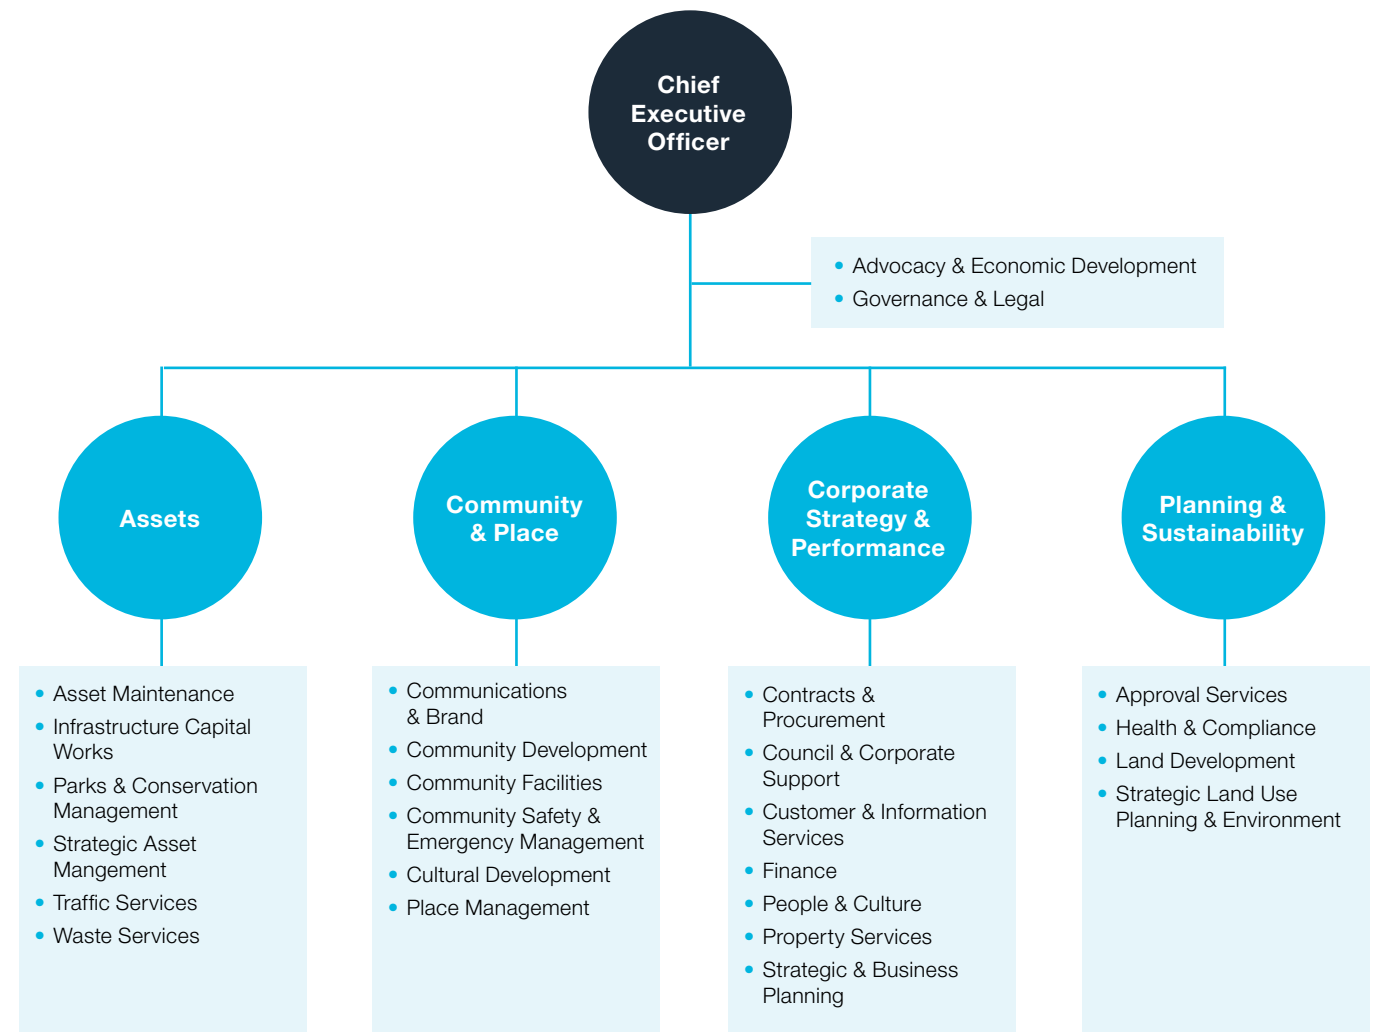 Chief
Executive
Officer
• Advocacy & Economic Development
• Governance & Legal
Assets
Community
& Place
Corporate
Strategy &
Performance
Planning &
Sustainability
• Asset Maintenance
• Infrastructure Capital
Works
• Parks & Conservation
Management
• Strategic Asset
Mangement
• Traffic Services
• Waste Services
• Communications
& Brand
• Community Development
• Community Facilities
• Community Safety &
Emergency Management
• Cultural Development
• Place Management
• Contracts &
Procurement
• Council & Corporate
Support
• Customer & Information
Services
• Finance
• People & Culture
• Property Services
• Strategic & Business
Planning
• Approval Services
• Health & Compliance
• Land Development
• Strategic Land Use
Planning & Environment